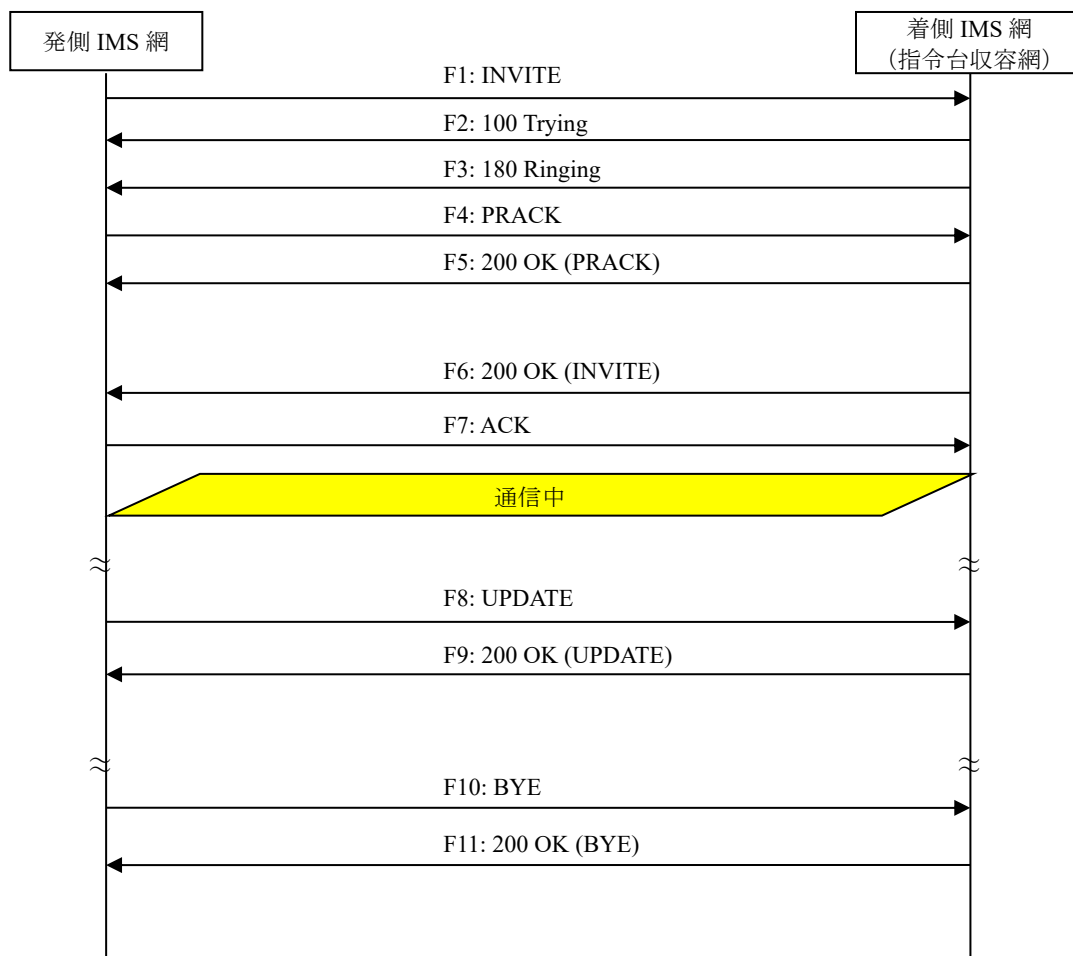 発側 IMS 網
着側 IMS 網
（指令台収容網）
F1: INVITE
F2: 100 Trying
F3: 180 Ringing
F4: PRACK
F5: 200 OK (PRACK)
F6: 200 OK (INVITE)
F7: ACK
通信中
F8: UPDATE
F9: 200 OK (UPDATE)
F10: BYE
F11: 200 OK (BYE)